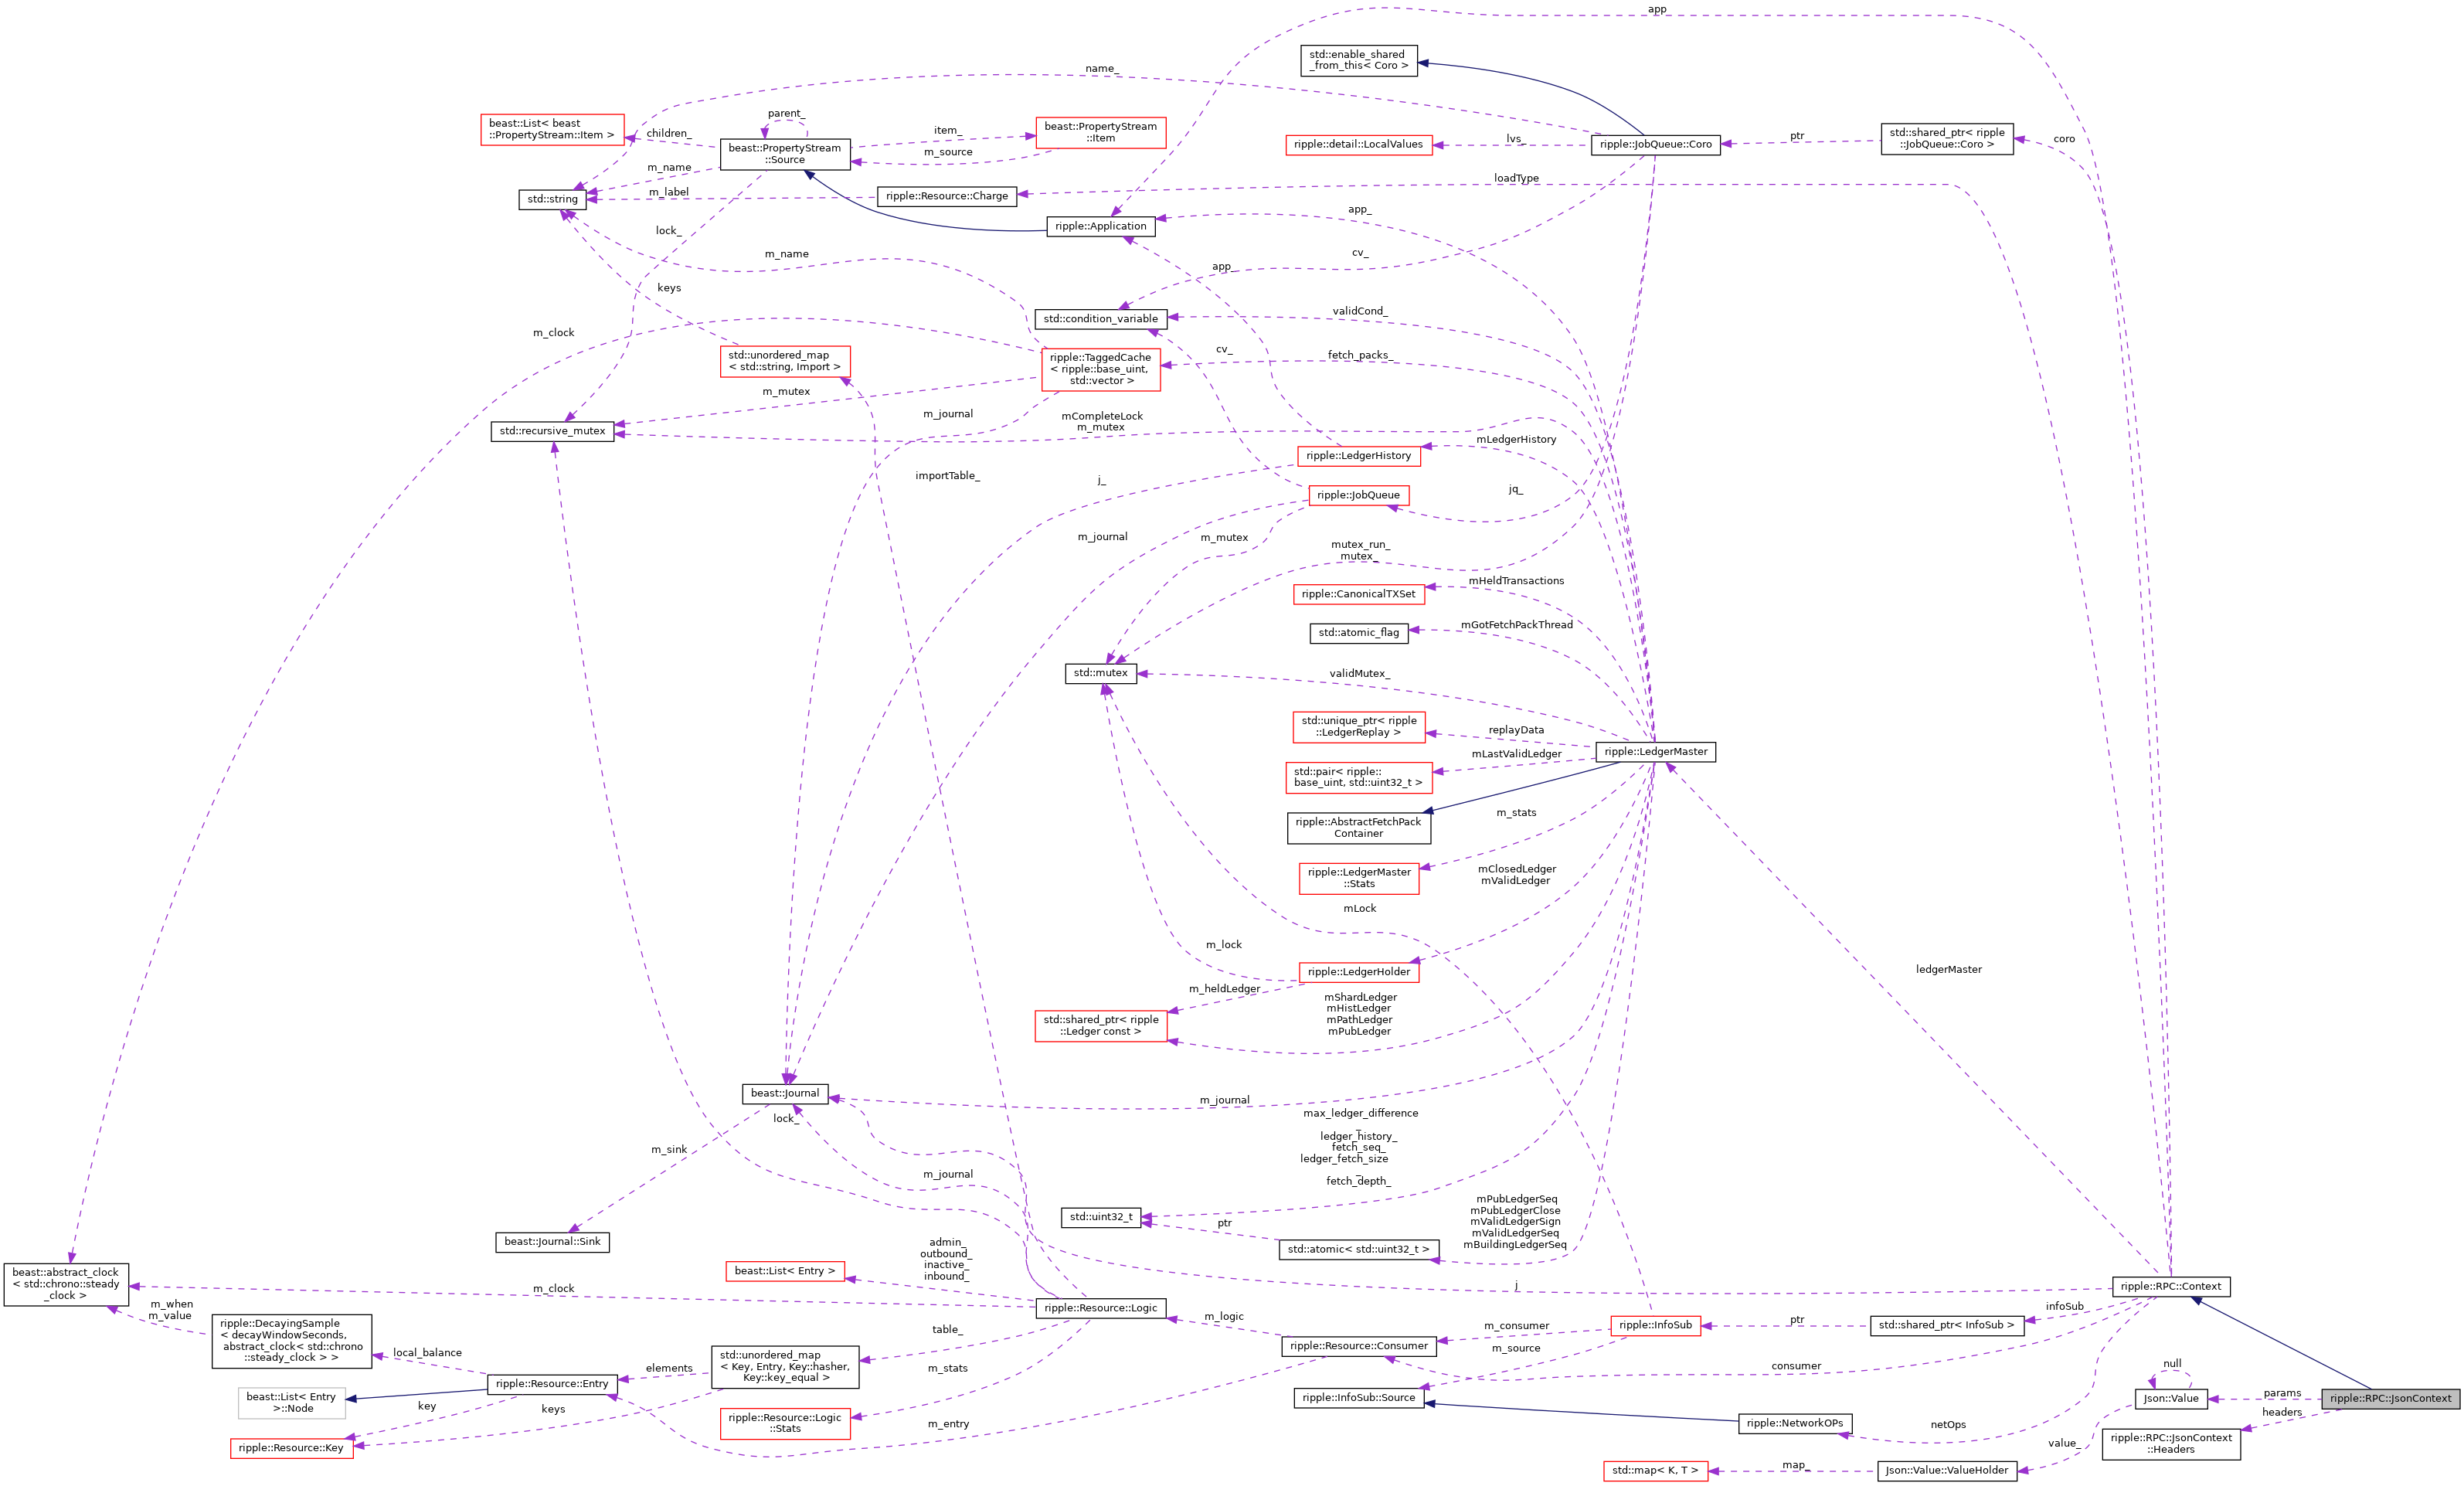 app
std::enable_shared
_from_this< Coro >
name_
beast::List< beast
::PropertyStream::Item >
children_
parent_
beast::PropertyStream
::Source
item_
m_source
beast::PropertyStream
::Item
ripple::detail::LocalValues
lvs_
ripple::JobQueue::Coro
ptr
std::shared_ptr< ripple
::JobQueue::Coro >
coro
m_name
m_label
std::string
ripple::Resource::Charge
loadType
ripple::Application
app_
lock_
m_name
app_
cv_
keys
m_clock
std::condition_variable
validCond_
std::unordered_map
< std::string, Import >
ripple::TaggedCache
< ripple::base_uint,
std::vector >
cv_
fetch_packs_
m_mutex
m_journal
mCompleteLock
m_mutex
std::recursive_mutex
ripple::LedgerHistory
mLedgerHistory
importTable_
j_
ripple::JobQueue
jq_
m_journal
m_mutex
mutex_run_
mutex_
ripple::CanonicalTXSet
mHeldTransactions
std::atomic_flag
mGotFetchPackThread
std::mutex
validMutex_
std::unique_ptr< ripple
::LedgerReplay >
replayData
ripple::LedgerMaster
std::pair< ripple::
base_uint, std::uint32_t >
mLastValidLedger
ripple::AbstractFetchPack
Container
m_stats
ripple::LedgerMaster
::Stats
mClosedLedger
mValidLedger
mLock
m_lock
ripple::LedgerHolder
ledgerMaster
m_heldLedger
std::shared_ptr< ripple
::Ledger const >
mShardLedger
mHistLedger
mPathLedger
mPubLedger
beast::Journal
m_journal
lock_
m_sink
m_journal
max_ledger_difference
_
ledger_history_
fetch_seq_
ledger_fetch_size
_
fetch_depth_
std::uint32_t
ptr
std::atomic< std::uint32_t >
mPubLedgerSeq
mPubLedgerClose
mValidLedgerSign
mValidLedgerSeq
mBuildingLedgerSeq
beast::Journal::Sink
admin_
outbound_
inactive_
inbound_
beast::List< Entry >
beast::abstract_clock
< std::chrono::steady
_clock >
m_clock
j
ripple::RPC::Context
m_when
m_value
ripple::DecayingSample
< decayWindowSeconds,
abstract_clock< std::chrono
::steady_clock > >
ripple::Resource::Logic
m_logic
m_consumer
ripple::InfoSub
ptr
std::shared_ptr< InfoSub >
infoSub
table_
local_balance
std::unordered_map
< Key, Entry, Key::hasher,
Key::key_equal >
ripple::Resource::Consumer
m_source
consumer
null
elements
m_stats
ripple::Resource::Entry
beast::List< Entry
>::Node
key
keys
ripple::InfoSub::Source
Json::Value
params
ripple::RPC::JsonContext
headers
ripple::Resource::Logic
::Stats
m_entry
ripple::NetworkOPs
netOps
ripple::Resource::Key
ripple::RPC::JsonContext
::Headers
value_
std::map< K, T >
map_
Json::Value::ValueHolder